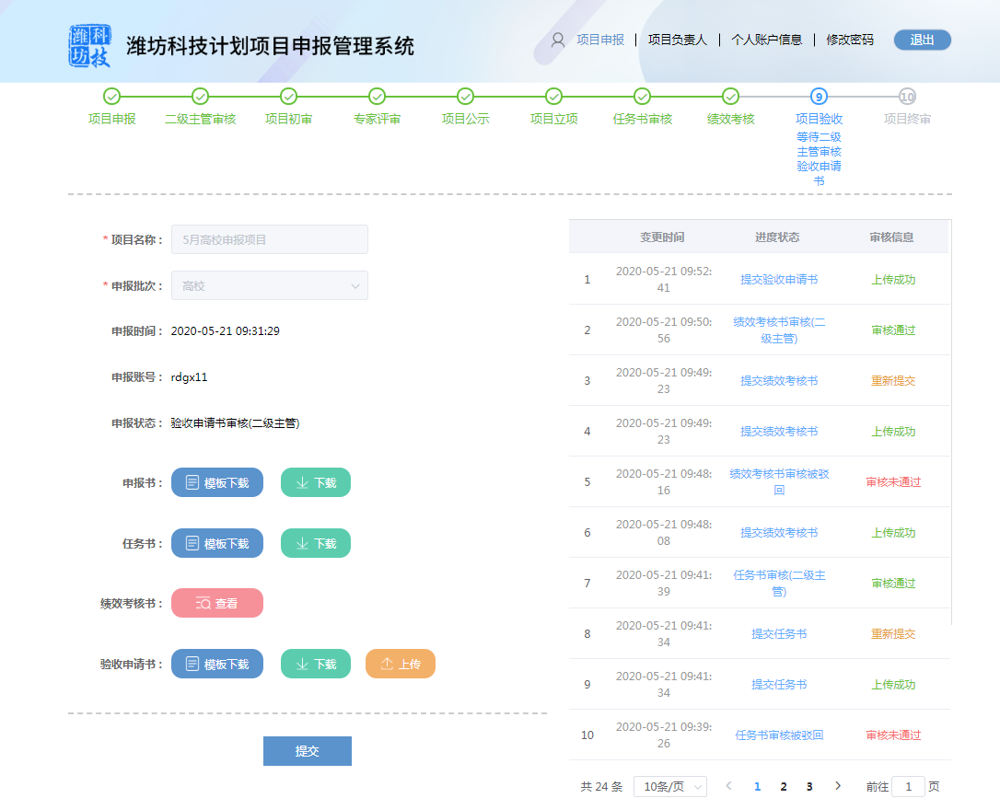 潍坊科技
潍坊科技计划项目申报管理系统
项目申报 | 项目负责人 | 个人账户信息 | 修改密码 退出
9 10
项目申报 二级主管审核 项目初审 专家评审 项目公示 项目立项 任务书审核 绩效考核 项目验收 项目终审
等待二级
主管审核
验收申请
书
* 项目名称： 5月高校申报项目
* 申报批次： 高校
申报时间： 2020-05-21 09:31:29
申报账号： rdgx11
申报状态： 验收申请书审核(二级主管)
申报书： 模板下载 下载
任务书： 模板下载 下载
绩效考核书： 查看
验收申请书： 模板下载 下载 上传
提交
变更时间 进度状态 审核信息
1 2020-05-21 09:52:
41 提交验收申请书 上传成功
2 2020-05-21 09:50:
56 绩效考核书审核(二
级主管) 审核通过
3 2020-05-21 09:49:
23 提交绩效考核书 重新提交
4 2020-05-21 09:49:
23 提交绩效考核书 上传成功
5 2020-05-21 09:48:
16 绩效考核书审核被驳
回 审核未通过
6 2020-05-21 09:48:
08 提交绩效考核书 上传成功
7 2020-05-21 09:41:
39 任务书审核(二级主
管) 审核通过
8 2020-05-21 09:41:
34 提交任务书 重新提交
9 2020-05-21 09:41:
34 提交任务书 上传成功
10 2020-05-21 09:39:
26 任务书审核被驳回 审核未通过
共 24 条 10条/页 1 2 3 前往 1 页